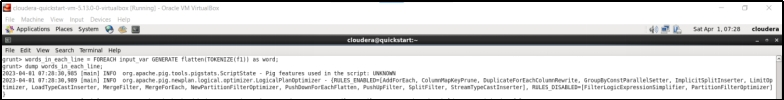 cloudera-quickstart-vm-5.13.0-0-virtualbox [Running] - Oracle VM VirtualBox
File Machine View Input Devices Help
Applications Places System Sat Apr 1, 07:28 cloudera
cloudera@quickstart:~
File Edit View Search Terminal Help
grunt> words_in_each_line = FOREACH input_var GENERATE flatten(TOKENIZE(f1)) as word;
grunt> dump words_in_each_line;
2023-04-01 07:28:30,985 [main] INFO org.apache.pig.tools.pigstats.ScriptState - Pig features used in the script: UNKNOWN
2023-04-01 07:28:30,989 [main] INFO org.apache.pig.newplan.logical.optimizer.LogicalPlanOptimizer - {RULES_ENABLED=[AddForEach, ColumnMapKeyPrune, DuplicateForEachColumnRewrite, GroupByConstParallelSetter, ImplicitSplitInserter, LimitOp
timizer, LoadTypeCastInserter, MergeFilter, MergeForEach, NewPartitionFilterOptimizer, PushDownForEachFlatten, PushUpFilter, SplitFilter, StreamTypeCastInserter], RULES_DISABLED=[FilterLogicExpressionSimplifier, PartitionFilterOptimizer]
}